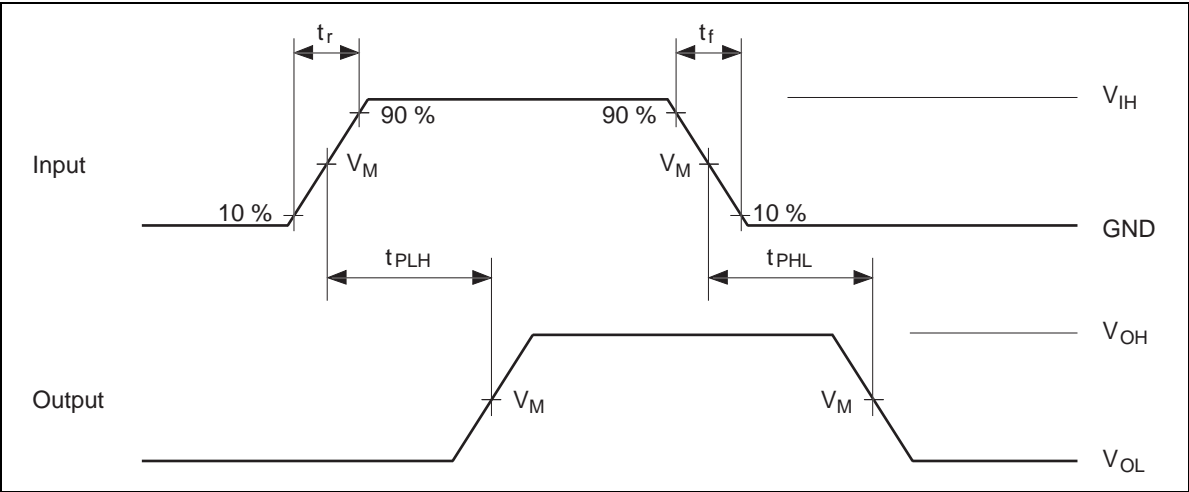 tr
tf
VIH
90 %
90 %
Input
VM
VM
10 %
10 %
GND
tPLH
tPHL
VOH
Output
VM
VM
VOL